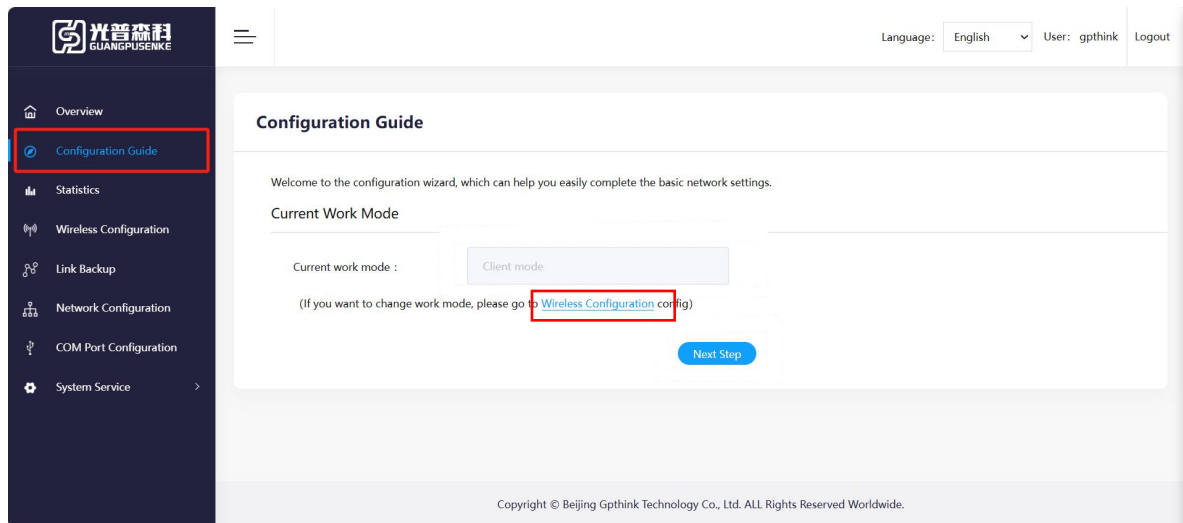 光普森科
GUANGPUSENKE
Language: English User: gpthink Logout
Overview
Configuration Guide
Statistics
Wireless Configuration
Link Backup
Network Configuration
COM Port Configuration
System Service
Configuration Guide
Welcome to the configuration wizard, which can help you easily complete the basic network settings.
Current Work Mode
Current work mode : Client mode
(If you want to change work mode, please go to Wireless Configuration config)
Next Step
Copyright © Beijing Gpthink Technology Co., Ltd. ALL Rights Reserved Worldwide.